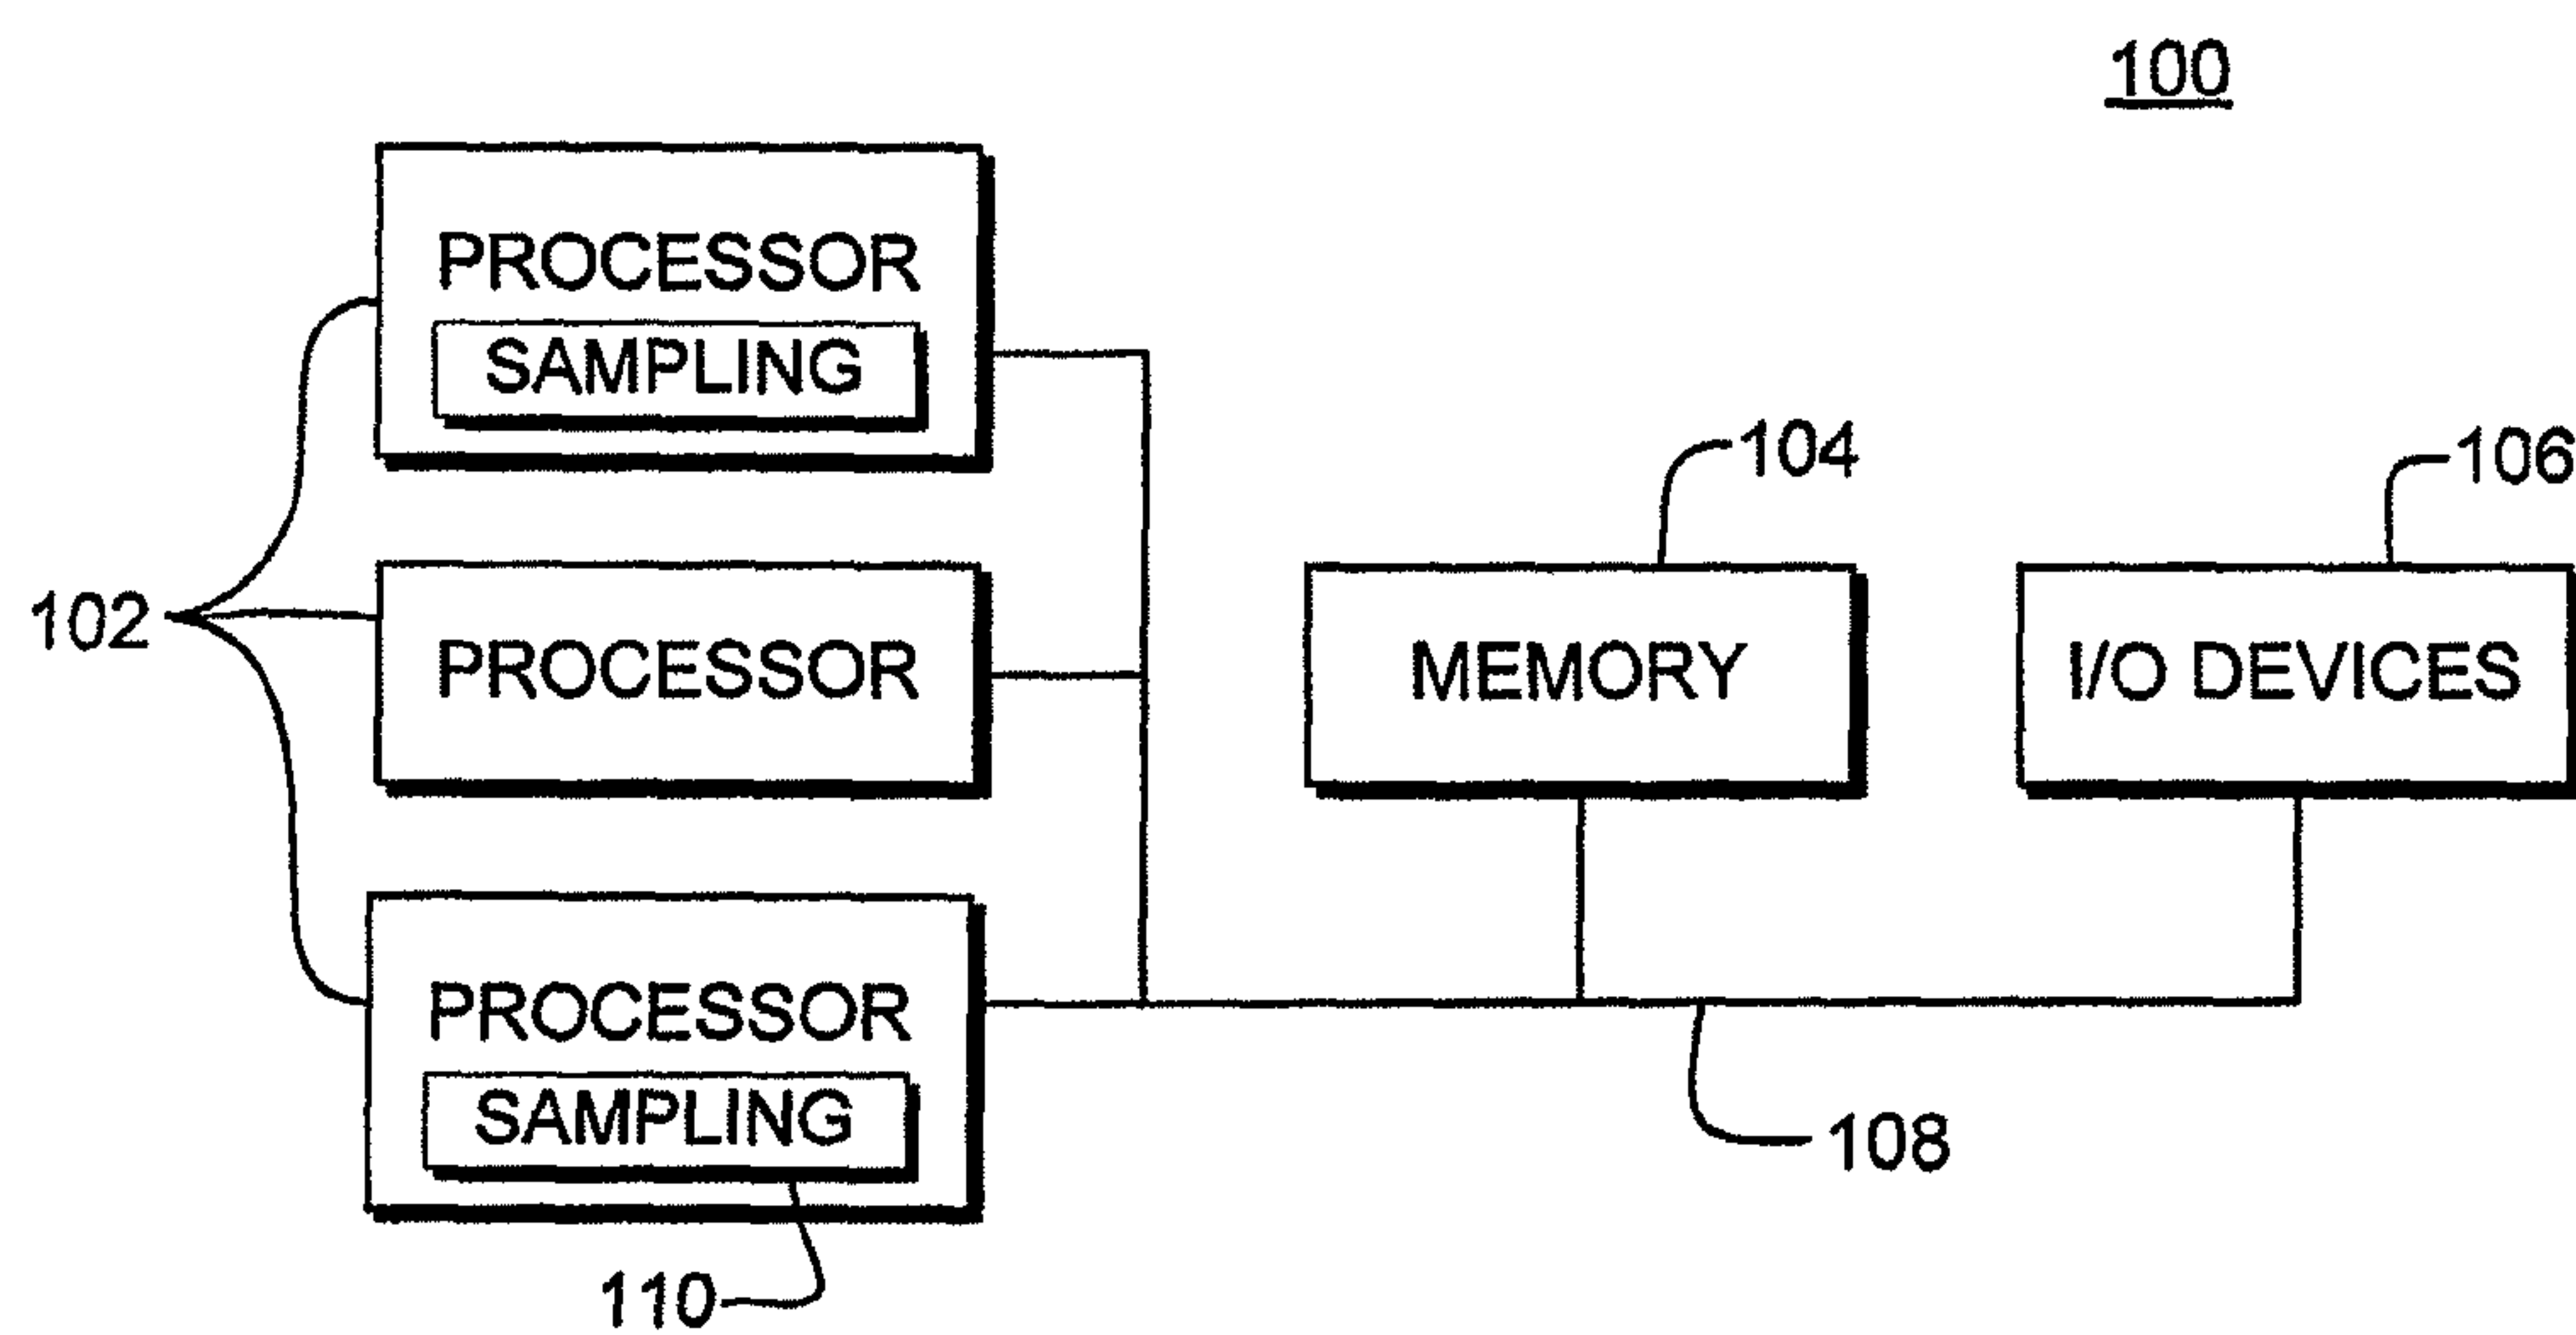 100
PROCESSOR
SAMPLING
104
106
102
PROCESSOR
MEMORY
I/O DEVICES
PROCESSOR
SAMPLING
108
110